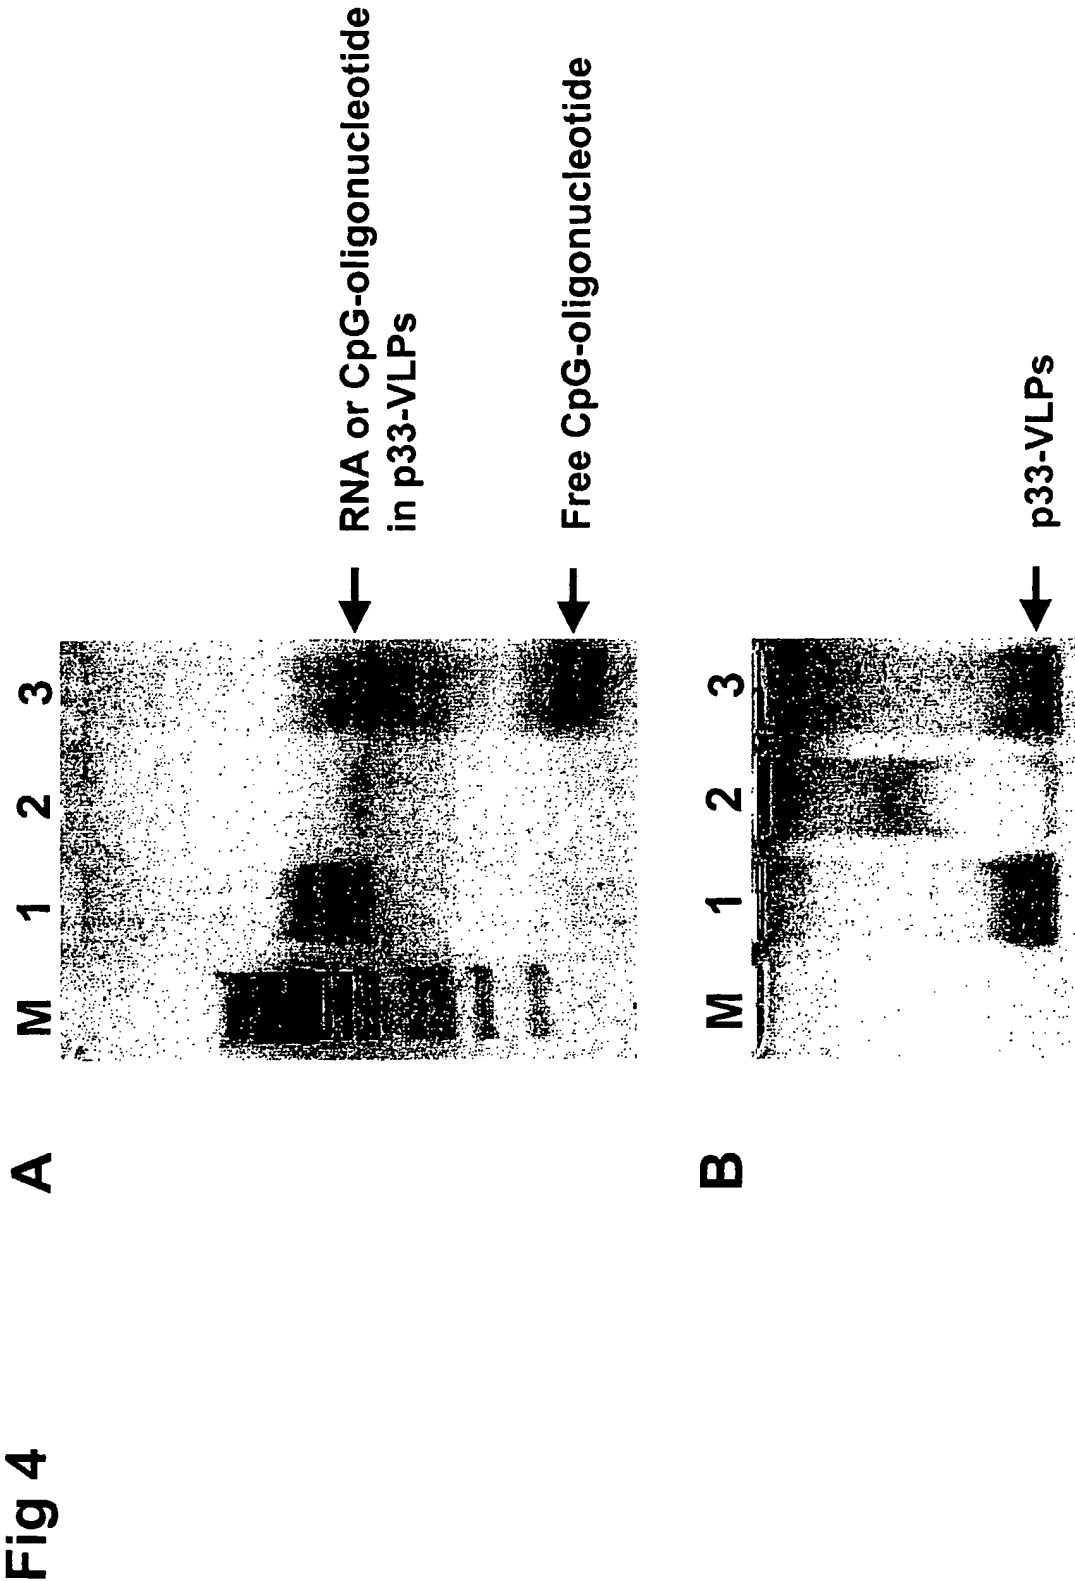 Fig 4
A
M 1 2 3
RNA or CpG-oligonucleotide
in p33-VLPs
Free CpG-oligonucleotide
B
M 1 2 3
p33-VLPs